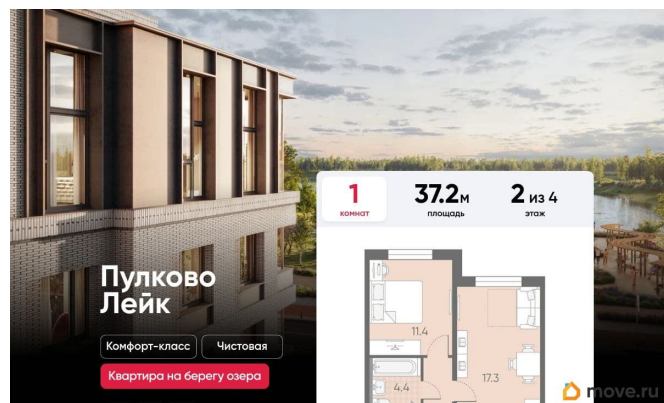 1
комнат
37.2м
площадь
2 из 4
этаж
Пулково
Лейк
Комфорт-класс
Чистовая
Квартира на берегу озера
11.4
17.3
4.4
move.ru